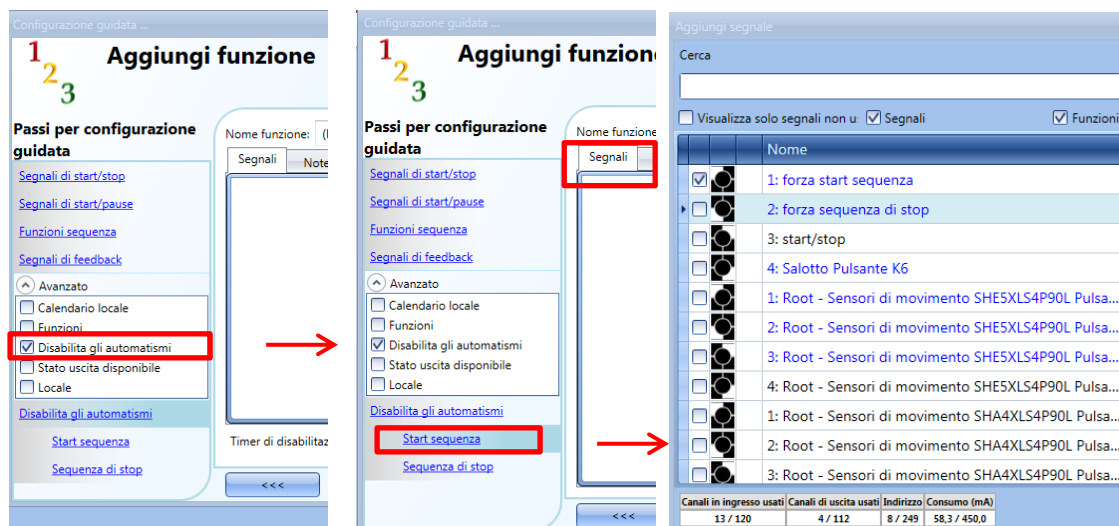 Configurazione guidata ...
1 2 3
Aggiungi funzione
Passi per configurazione
guidata
Segnali di start/stop
Segnali di start/pause
Funzioni sequenza
Segnali di feedback
Avanzato
Calendario locale
Funzioni
Disabilita gli automatismi
Stato uscita disponibile
Locale
Disabilita gli automatismi
Start sequenza
Sequenza di stop
Nome funzione: (
Segnali
Note
Timer di disabilitaz
<<<
Configurazione guidata ...
1 2 3
Aggiungi funzion
Passi per configurazione
guidata
Segnali di start/stop
Segnali di start/pause
Funzioni sequenza
Segnali di feedback
Avanzato
Calendario locale
Funzioni
Disabilita gli automatismi
Stato uscita disponibile
Locale
Disabilita gli automatismi
Start sequenza
Sequenza di stop
Nome funzione
Segnali
<<<
Aggiungi segnale
Cerca
Visualizza solo segnali non u Segnali Funzioni
Nome
1: forza start sequenza
2: forza sequenza di stop
3: start/stop
4: Salotto Pulsante K6
1: Root - Sensori di movimento SHE5XLS4P90L Pulsa...
2: Root - Sensori di movimento SHE5XLS4P90L Pulsa...
3: Root - Sensori di movimento SHE5XLS4P90L Pulsa...
4: Root - Sensori di movimento SHE5XLS4P90L Pulsa...
1: Root - Sensori di movimento SHA4XLS4P90L Pulsa...
2: Root - Sensori di movimento SHA4XLS4P90L Pulsa...
3: Root - Sensori di movimento SHA4XLS4P90L Pulsa...
Canali in ingresso usati Canali di uscita usati Indirizzo Consumo (mA)
13 / 120 4 / 112 8 / 249 58,3 / 450,0